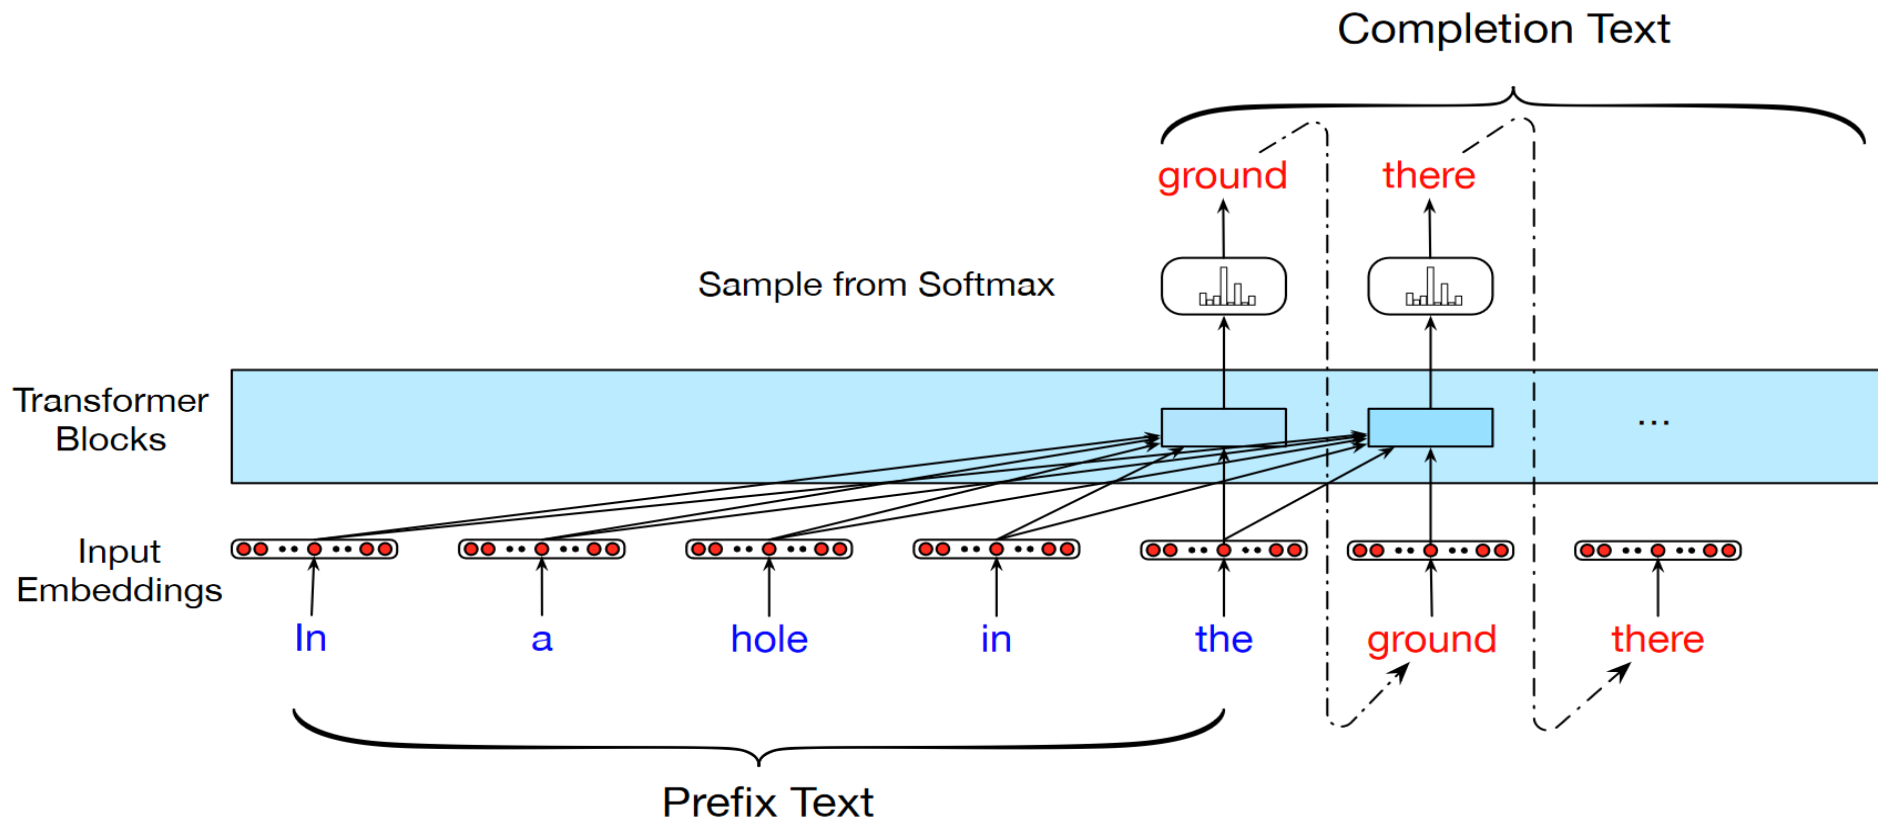 Completion Text
ground there
Sample from Softmax
Transformer
Blocks
...
Input
Embeddings
In a hole in the ground there
Prefix Text